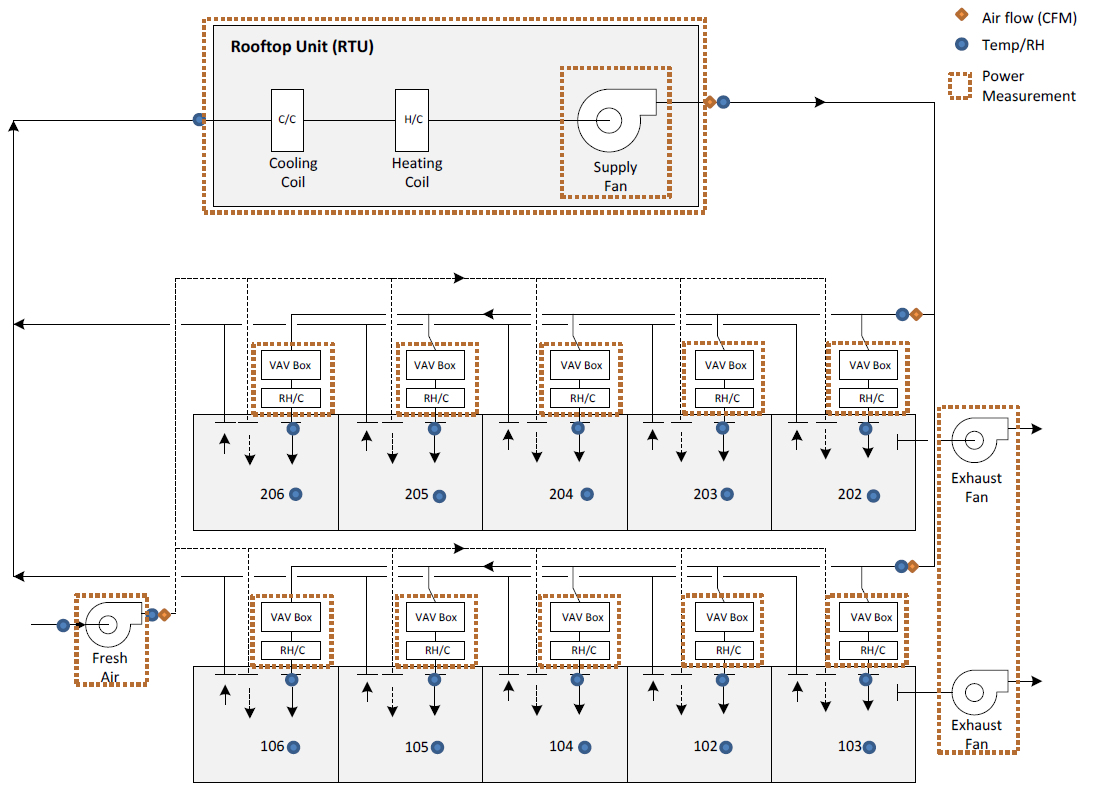 Air flow (CFM)
Temp/RH
Power
Measurement
Rooftop Unit (RTU)
C/C
H/C
Cooling
Coil
Heating
Coil
Supply
Fan
VAV Box
VAV Box
VAV Box
VAV Box
VAV Box
RH/C
RH/C
RH/C
RH/C
RH/C
206
205
204
203
202
Exhaust
Fan
VAV Box
VAV Box
VAV Box
VAV Box
VAV Box
RH/C
RH/C
RH/C
RH/C
RH/C
Fresh
Air
106
105
104
102
103
Exhaust
Fan